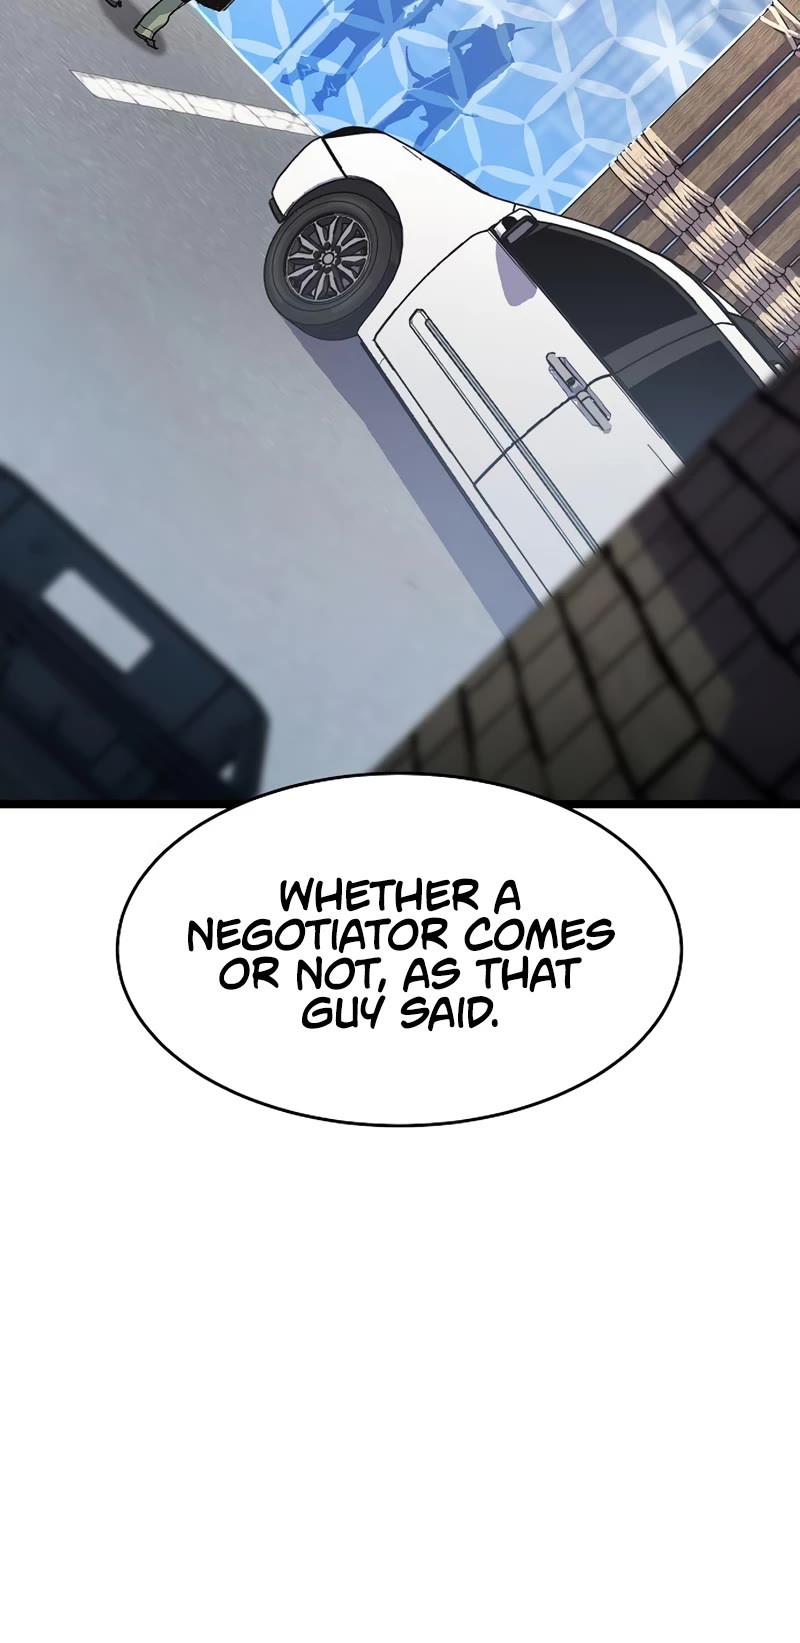 WHETHER A
NEGOTIATOR COMES
OR NOT, AS THAT
GUY SAID.